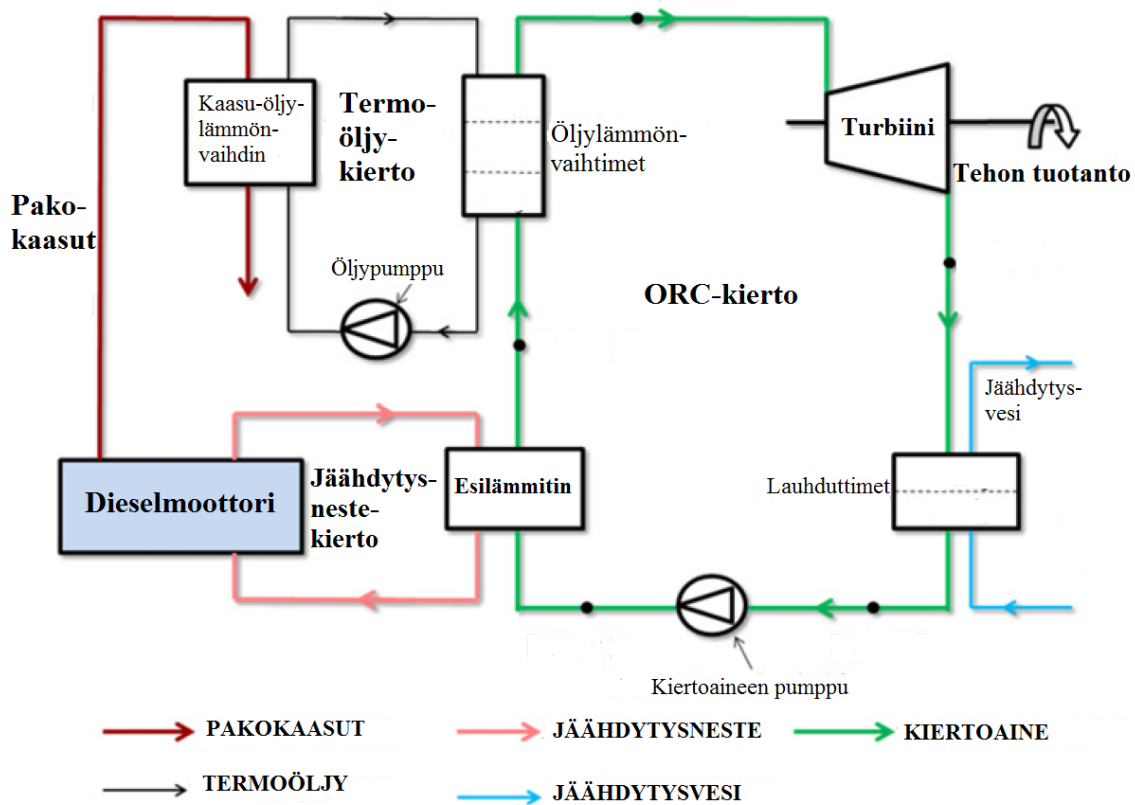 Kaasu-öljy-
lämmön-
vaihdin
Termo-
öljy-
kierto
Öljylämmön-
vaihtimet
Turbiini
Tehon tuotanto
Pako-
kaasut
Öljypumppu
ORC-kierto
Jäähdytys-
vesi
Dieselmoottori
Jäähdytys-
neste-
kierto
Esilämmitin
Lauhduttimet
Kiertoaineen pumppu
PAKOKAASUT
JÄÄHDYTYSNESTE
KIERTOAINE
TERMOÖLJY
JÄÄHDYTYSVESI